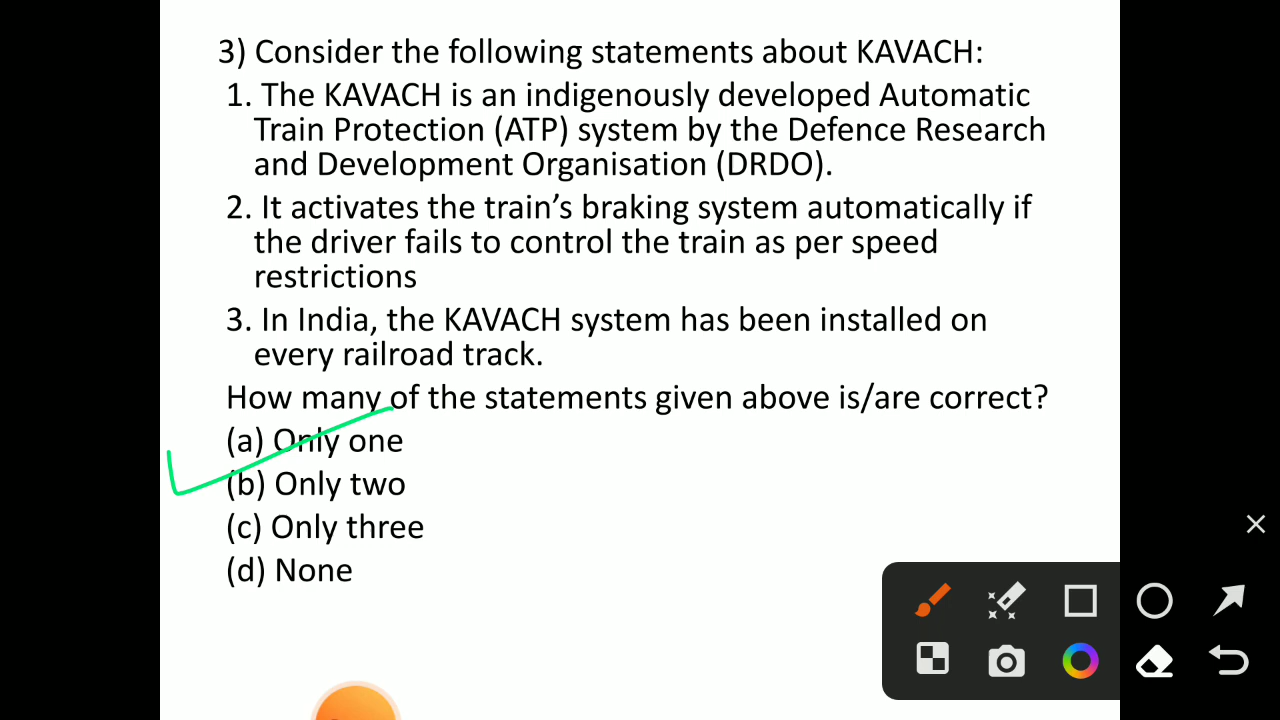 3) Consider the following statements about KAVACH:
1. The KAVACH is an indigenously developed Automatic
Train Protection (ATP) system by the Defence Research
and Development Organisation (DRDO).
2. It activates the train’s braking system automatically if
the driver fails to control the train as per speed
restrictions
3. In India, the KAVACH system has been installed on
every railroad track.
How many of the statements given above is/are correct?
(a) Only one
(b) Only two
(c) Only three
(d) None